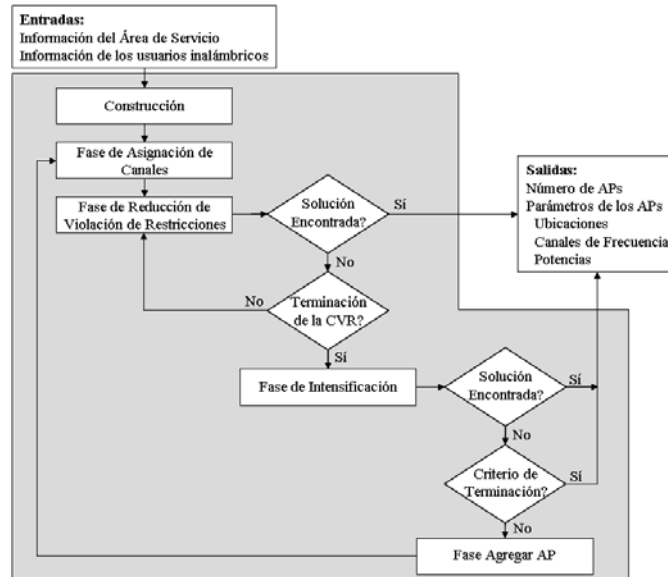 Entradas:
Información del Área de Servicio
Información de los usuarios inalámbricos
Construcción
Fase de Asignación de
Canales
Fase de Reducción de
Violación de Restricciones
Solución
Encontrada?
Sí
No
Salidas:
Número de APs
Parámetros de los AP
Ubicaciones
Canales de Frecuencia
Potencias
Terminación
de la CVR?
No
Sí
Fase de Intensificación
Solución
Encontrada?
Sí
No
Criterio de
Terminación?
Sí
No
Fase Agregar AP